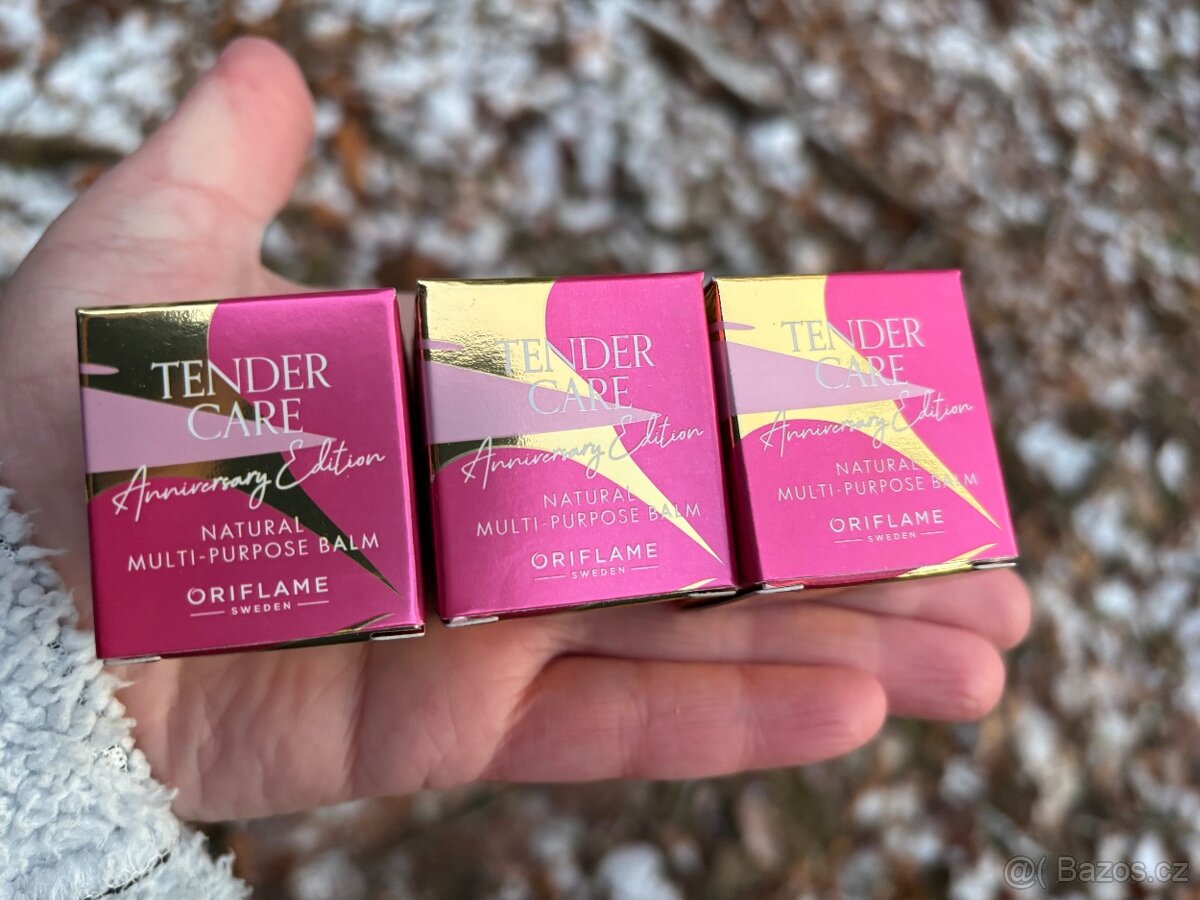 TENDER
CARE
Anniversary Edition
NATURAL
MULTI-PURPOSE BALM
ORIFLAME
SWEDEN
TENDER
CARE
Anniversary Edition
NATURAL
MULTI-PURPOSE BALM
ORIFLAME
SWEDEN
TENDER
CARE
Anniversary Edition
NATURAL
MULTI-PURPOSE BALM
ORIFLAME
SWEDEN
@( Bazos.cz